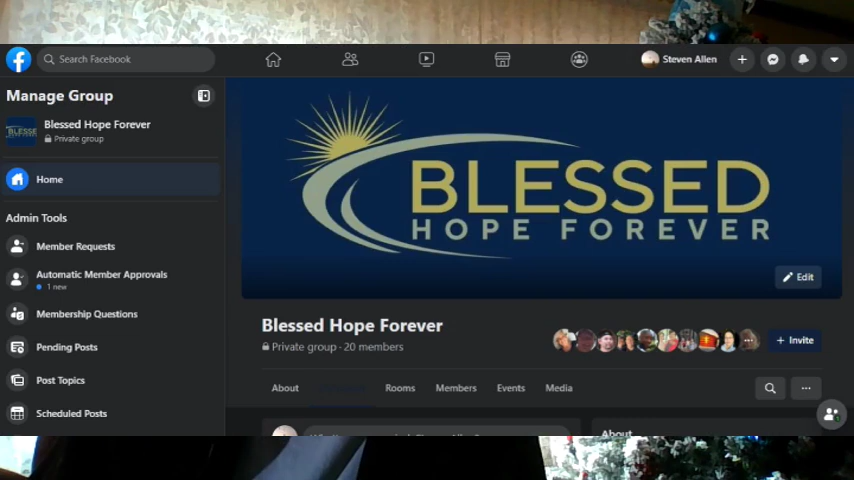 Search Facebook
Steven Allen
Manage Group
Blessed Hope Forever
Private group
Home
Admin Tools
Member Requests
Automatic Member Approvals
1 new
Membership Questions
Pending Posts
Post Topics
Scheduled Posts
BLESSED
HOPE FOREVER
Edit
Blessed Hope Forever
Private group · 20 members
+ Invite
About
Rooms
Members
Events
Media
About